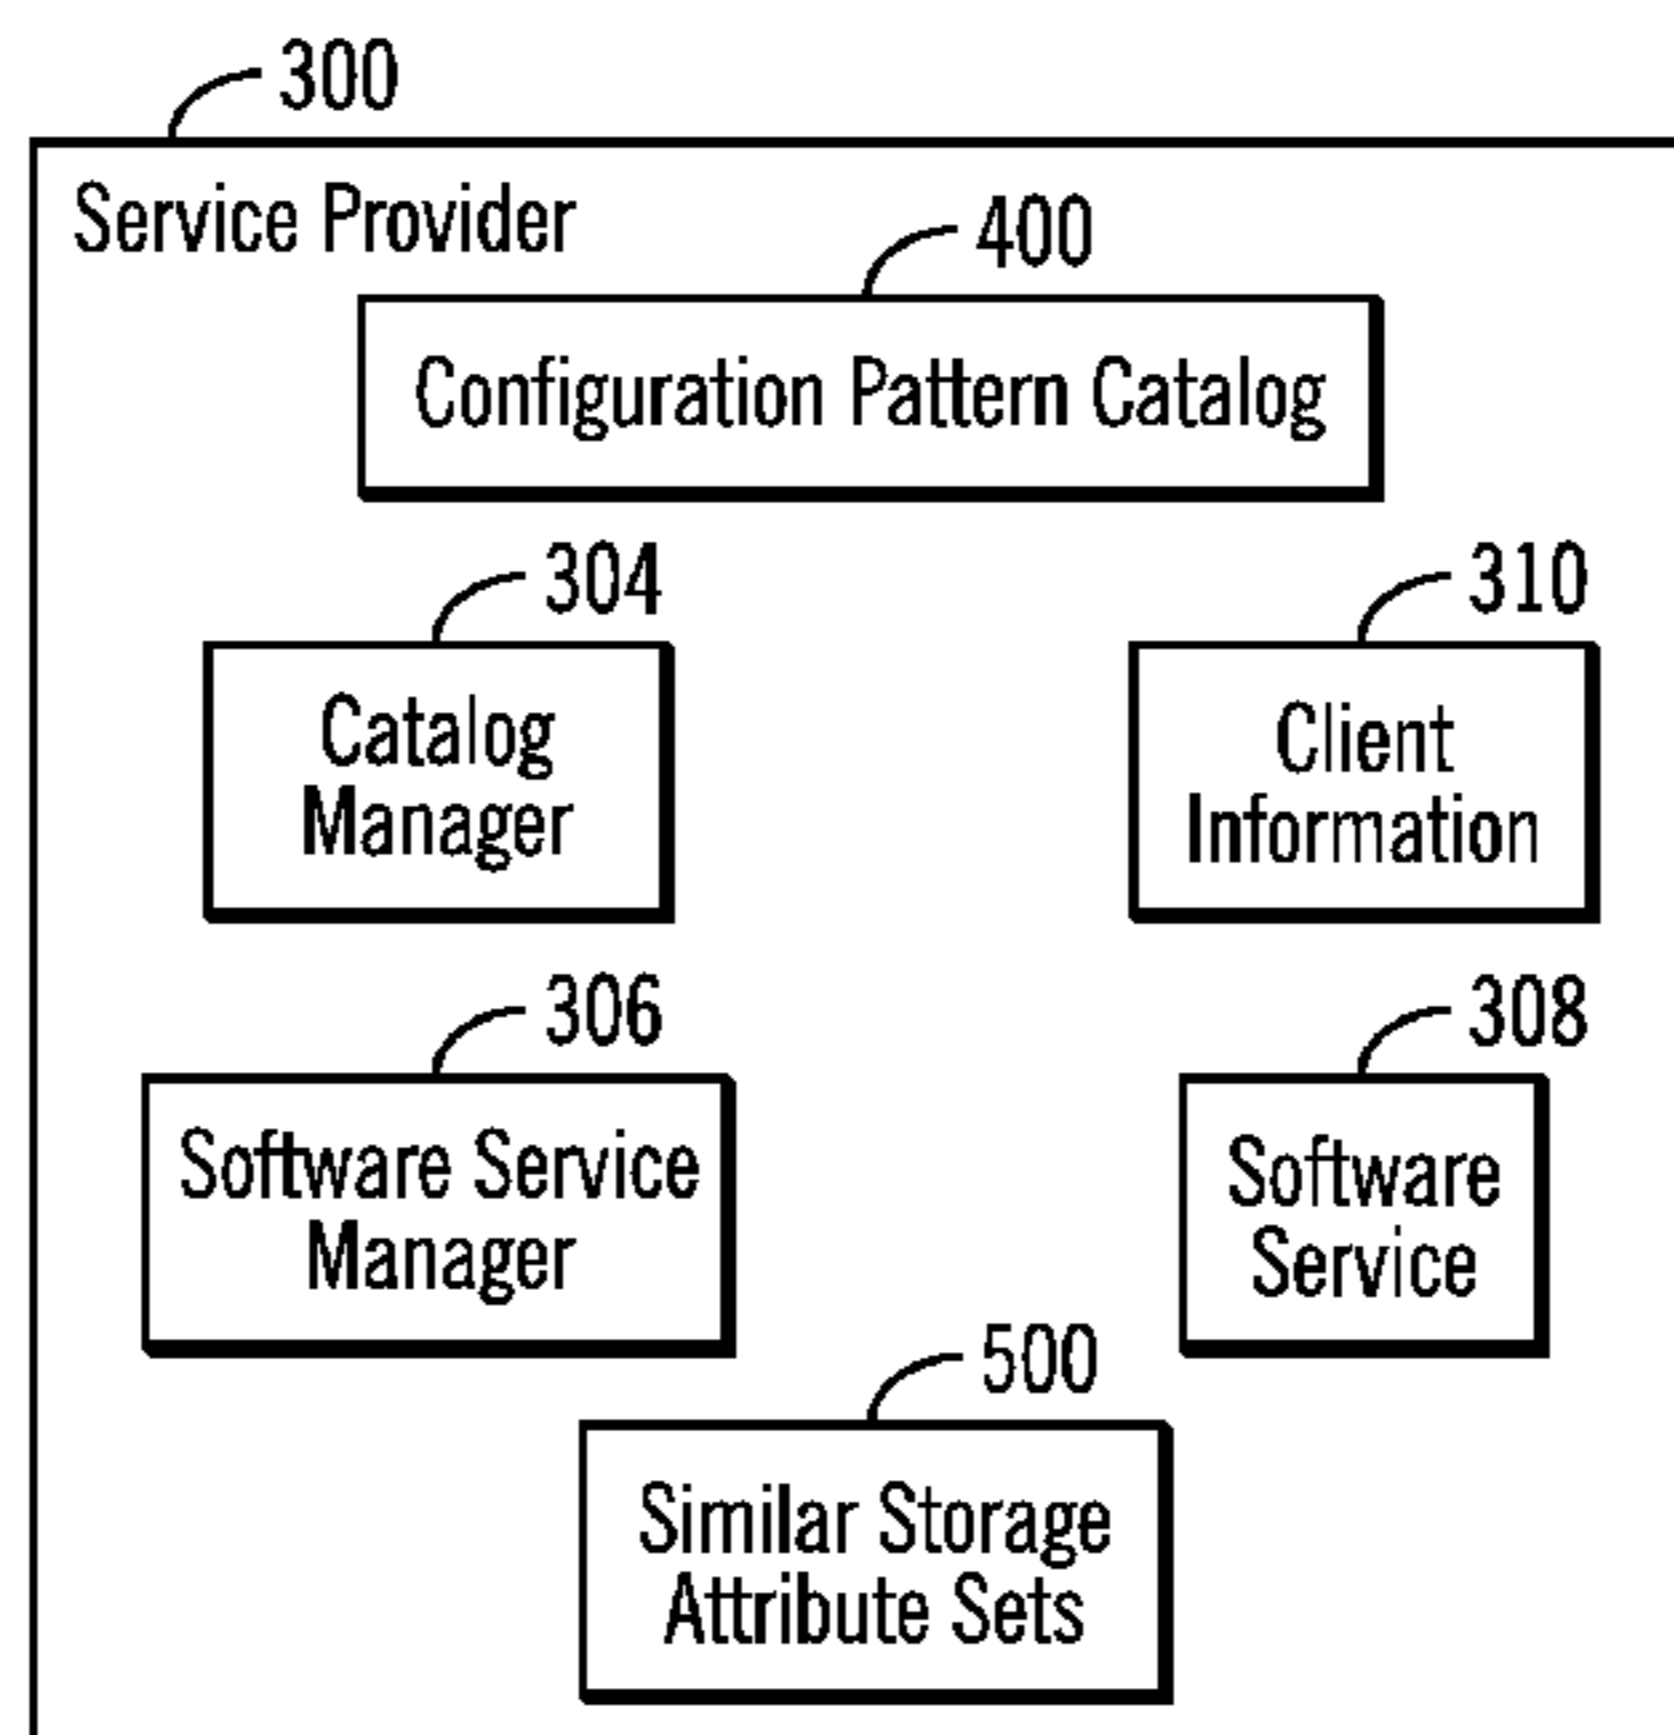 300
Service Provider
400
Configuration Pattern Catalog
304
Catalog
Manager
310
Client
Information
306
Software Service
Manager
308
Software
Service
500
Similar Storage
Attribute Sets